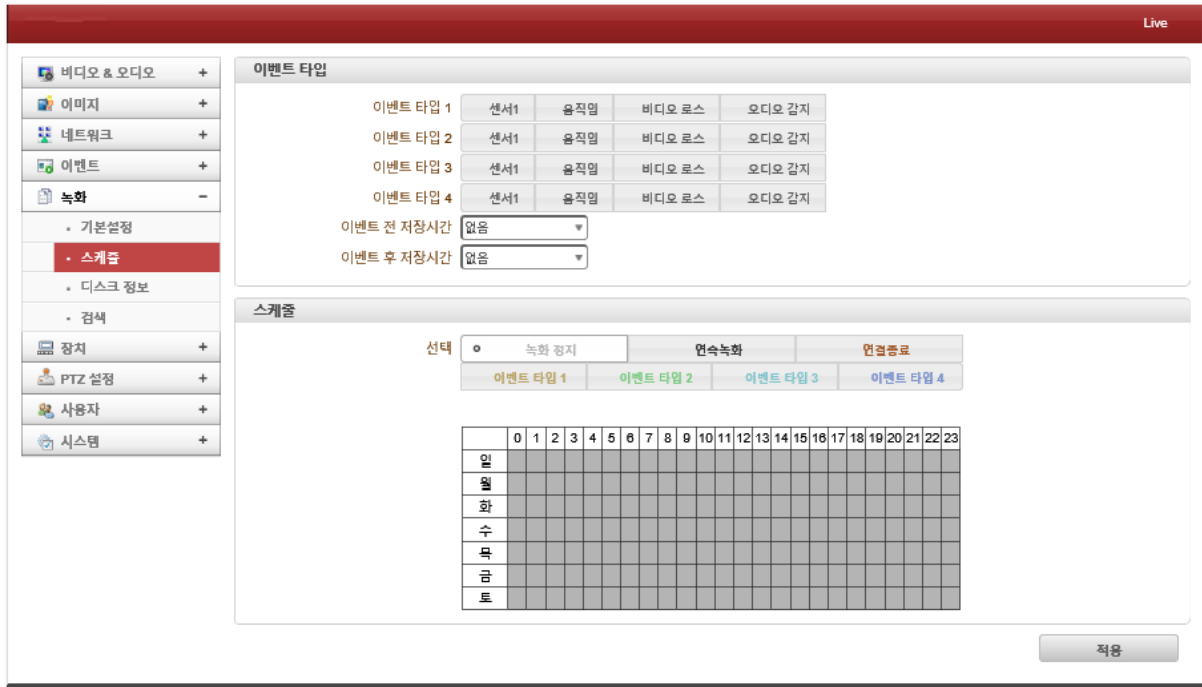 Live
비디오 & 오디오 +
이미지 +
네트워크 +
이벤트 +
녹화 -
기본설정
스케줄
디스크 정보
검색
장치 +
PTZ 설정 +
사용자 +
시스템 +
이벤트 타입
이벤트 타입 1 센서1 움직임 비디오 로스 오디오 감지
이벤트 타입 2 센서1 움직임 비디오 로스 오디오 감지
이벤트 타입 3 센서1 움직임 비디오 로스 오디오 감지
이벤트 타입 4 센서1 움직임 비디오 로스 오디오 감지
이벤트 전 저장시간 없음
이벤트 후 저장시간 없음
스케줄
선택 녹화 정지 연속녹화 연결종료
이벤트 타입 1 이벤트 타입 2 이벤트 타입 3 이벤트 타입 4
0 1 2 3 4 5 6 7 8 9 10 11 12 13 14 15 16 17 18 19 20 21 22 23
일
월
화
수
목
금
토
적용